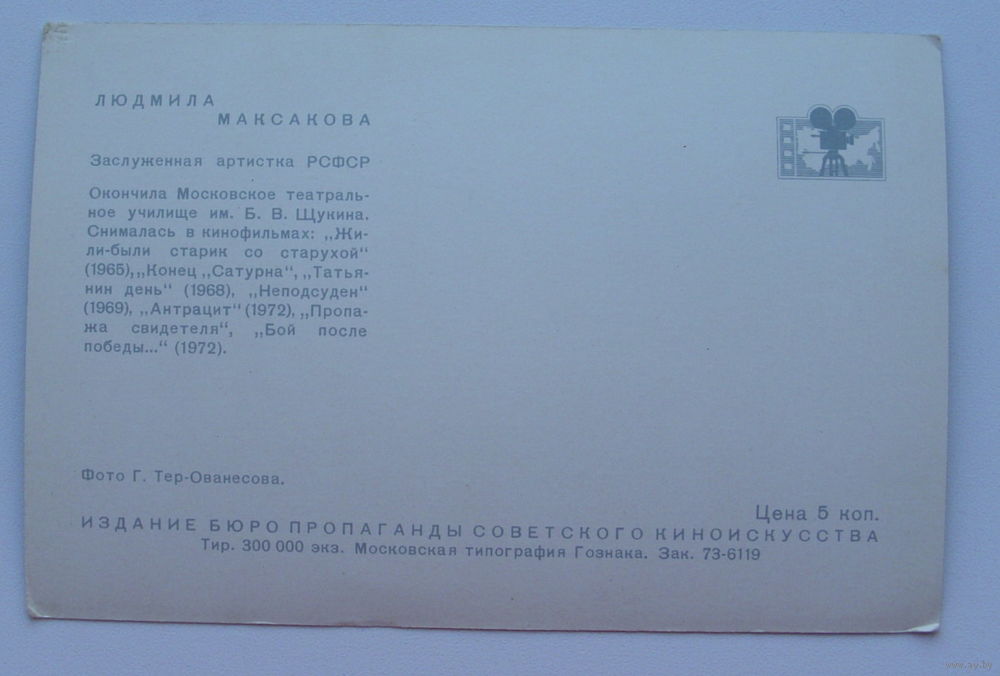 ЛЮДМИЛА
МАКСАКОВА
Заслуженная артистка РСФСР
Окончила Московское театраль-
ное училище им. Б. В. Щукина.
Снималась в кинофильмах: „Жи-
ли-были старик со старухой“
(1965),„Конец „Сатурна“, „Татья-
нин день“ (1968), „Неподсуден“
(1969), „Антрацит“ (1972), „Пропа-
жа свидетеля“, „Бой после
победы...“ (1972).
Фото Г. Тер-Ованесова.
Цена 5 коп.
ИЗДАНИЕ БЮРО ПРОПАГАНДЫ СОВЕТСКОГО КИНОИСКУССТВА
Тир. 300 000 экз. Московская типография Гознака. Зак. 73-6119
www.ay.by